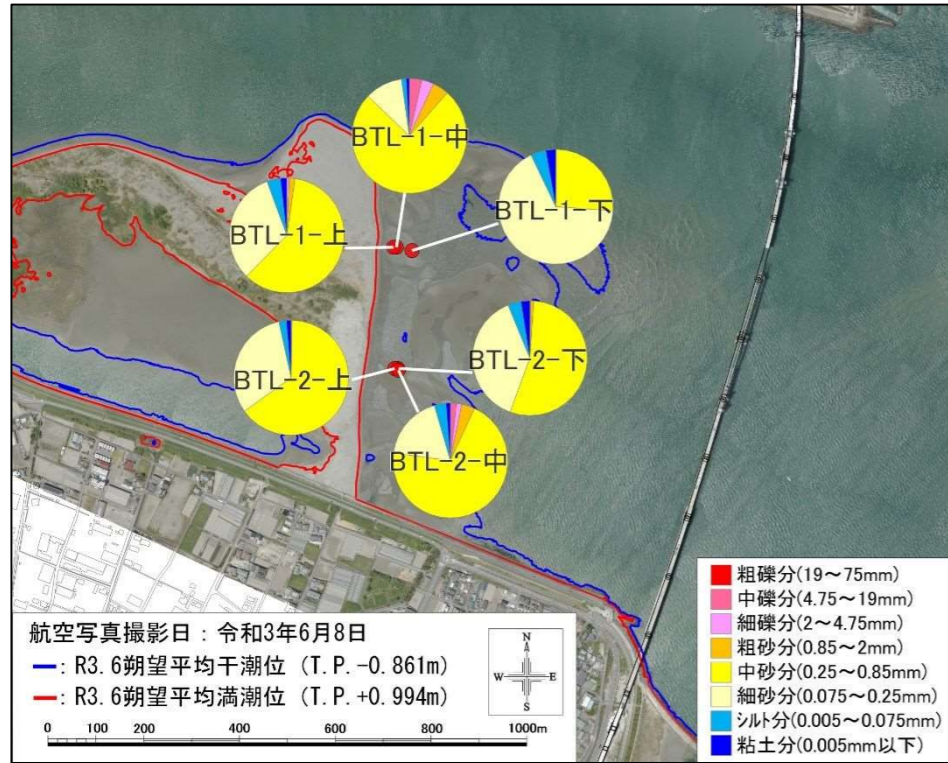 BTL-1-中
BTL-1-下
BTL-1-上
BTL-2-下
BTL-2-上
BTL-2-中
航空写真撮影日：令和3年6月8日
：R3.6朔望平均干潮位（T.P.-0.861m）
：R3.6朔望平均満潮位（T.P.+0.994m）
0 200 400 600 800 1000m
N
W E
S
粗礫分(19～75mm)
中礫分(4.75～19mm)
細礫分(2～4.75mm)
粗砂分(0.85～2mm)
中砂分(0.25～0.85mm)
細砂分(0.075～0.25mm)
シルト分(0.005～0.075mm)
粘土分(0.005mm以下)